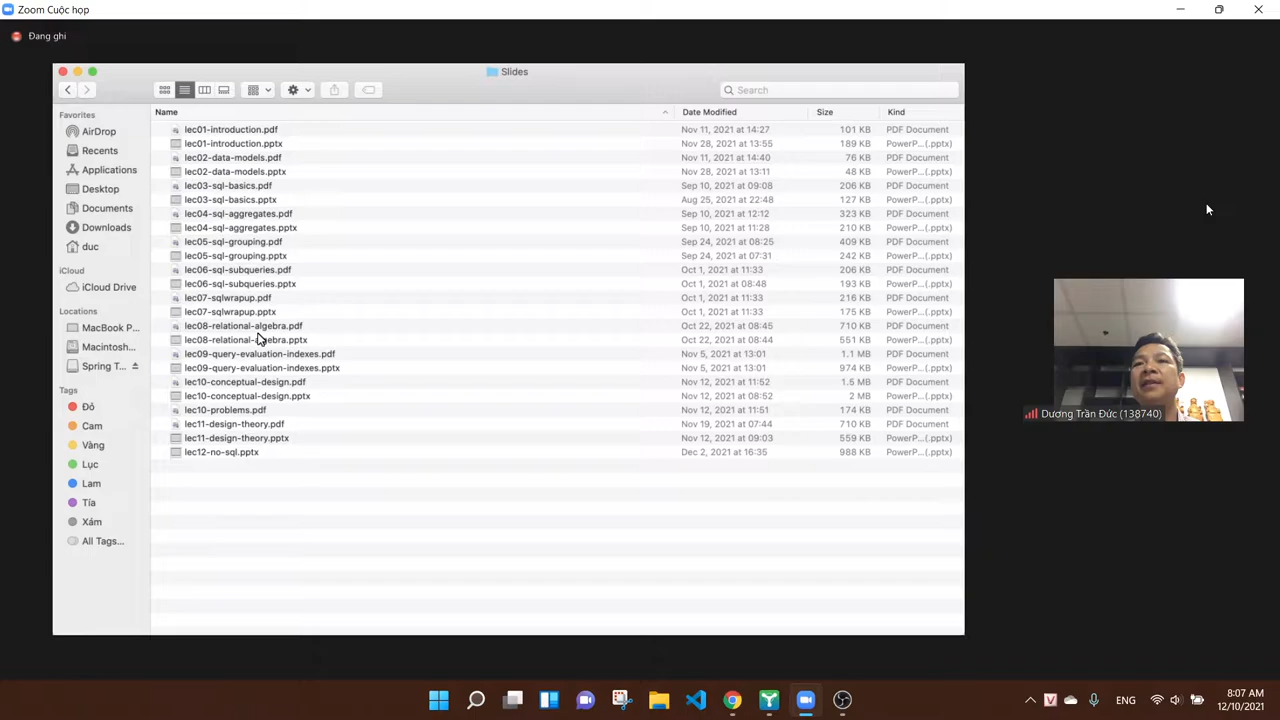 Zoom Cuộc họp
Đang ghi
Slides
Search
Favorites
AirDrop
Recents
Applications
Desktop
Documents
Downloads
duc
iCloud
iCloud Drive
Locations
MacBook P...
Macintosh...
Spring T...
Tags
Đỏ
Cam
Vàng
Lục
Lam
Tía
Xám
All Tags...
Name Date Modified Size Kind
lec01-introduction.pdf Nov 11, 2021 at 14:27 101 KB PDF Document
lec01-introduction.pptx Nov 28, 2021 at 13:55 189 KB PowerP...(.pptx)
lec02-data-models.pdf Nov 11, 2021 at 14:40 76 KB PDF Document
lec02-data-models.pptx Nov 28, 2021 at 13:11 48 KB PowerP...(.pptx)
lec03-sql-basics.pdf Sep 10, 2021 at 09:08 206 KB PDF Document
lec03-sql-basics.pptx Aug 25, 2021 at 22:48 127 KB PowerP...(.pptx)
lec04-sql-aggregates.pdf Sep 10, 2021 at 12:12 323 KB PDF Document
lec04-sql-aggregates.pptx Sep 10, 2021 at 11:28 210 KB PowerP...(.pptx)
lec05-sql-grouping.pdf Sep 24, 2021 at 08:25 409 KB PDF Document
lec05-sql-grouping.pptx Sep 24, 2021 at 07:31 242 KB PowerP...(.pptx)
lec06-sql-subqueries.pdf Oct 1, 2021 at 11:33 206 KB PDF Document
lec06-sql-subqueries.pptx Oct 1, 2021 at 08:48 193 KB PowerP...(.pptx)
lec07-sqlwrapup.pdf Oct 1, 2021 at 11:33 216 KB PDF Document
lec07-sqlwrapup.pptx Oct 1, 2021 at 11:33 193 KB PowerP...(.pptx)
lec08-relational-algebra.pdf Oct 22, 2021 at 08:45 710 KB PDF Document
lec08-relational-algebra.pptx Oct 22, 2021 at 08:44 551 KB PowerP...(.pptx)
lec09-query-evaluation-indexes.pdf Nov 5, 2021 at 13:01 1.1 MB PDF Document
lec09-query-evaluation-indexes.pptx Nov 5, 2021 at 13:01 974 KB PowerP...(.pptx)
lec10-conceptual-design.pdf Nov 12, 2021 at 11:52 1.5 MB PDF Document
lec10-conceptual-design.pptx Nov 12, 2021 at 08:52 2 MB PowerP...(.pptx)
lec10-problems.pdf Nov 12, 2021 at 11:51 174 KB PDF Document
lec11-design-theory.pdf Nov 19, 2021 at 07:44 710 KB PDF Document
lec11-design-theory.pptx Nov 12, 2021 at 09:03 559 KB PowerP...(.pptx)
lec12-no-sql.pptx Dec 2, 2021 at 16:35 988 KB PowerP...(.pptx)
Dương Trần Đức (138740)
V
ENG
8:07 AM
12/10/2021